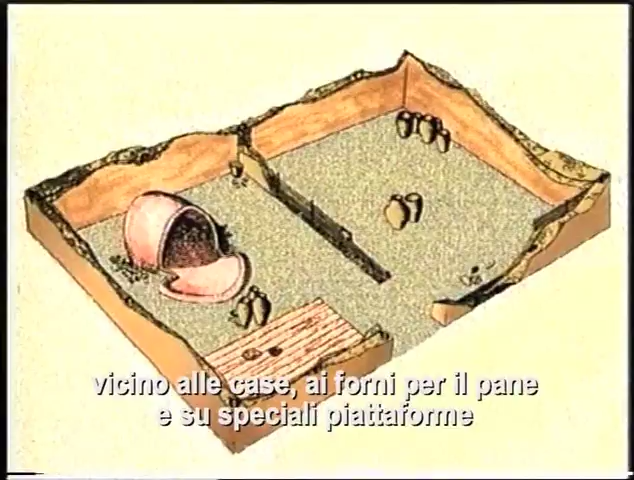 vicino alle case, ai forni per il pane
e su speciali piattaforme